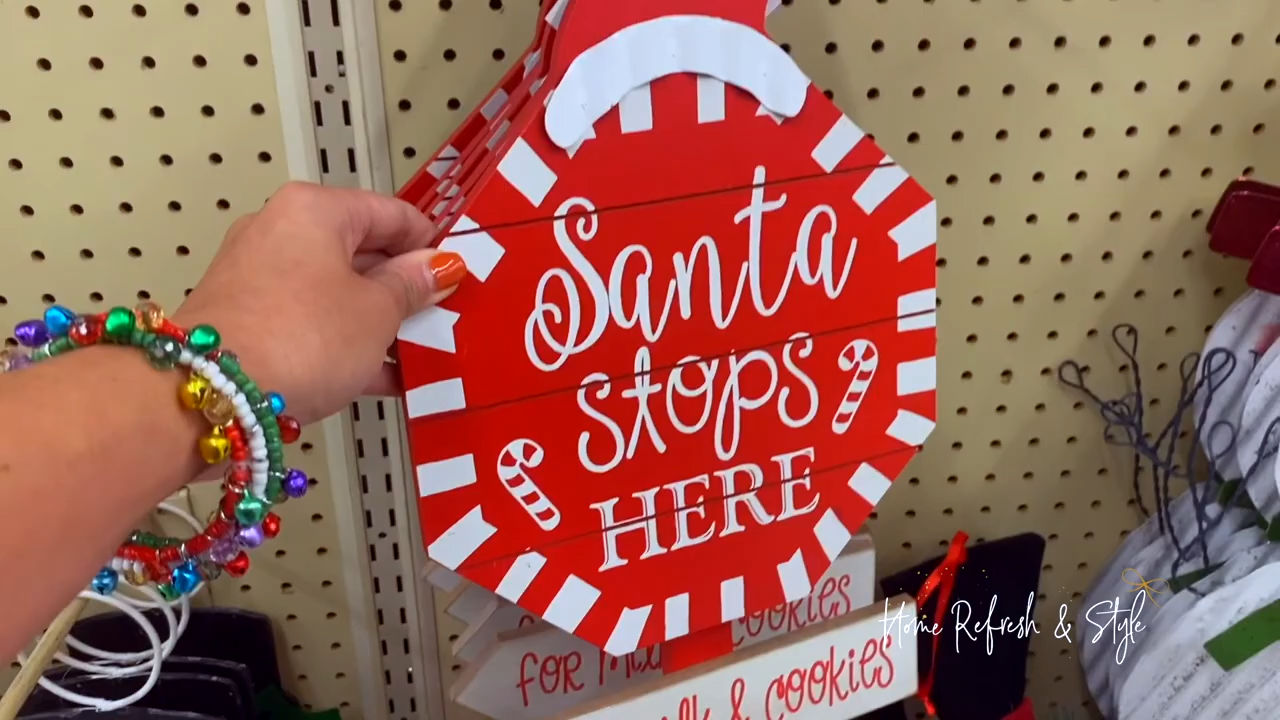 Santa
stops
HERE
cookies
FOR
& cookies
Home Refresh & Style